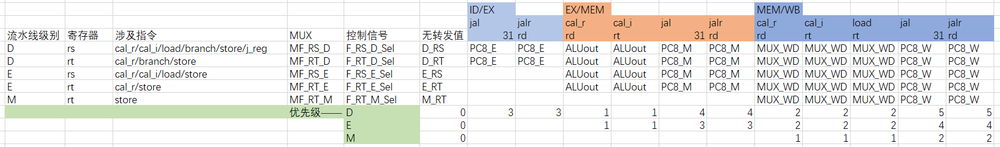 ID/EX EX/MEM MEM/WB
jal jalr cal_r cal_i jal jalr cal_r cal_i load jal jalr
流水线级别 寄存器 涉及指令 MUX 控制信号 无转发值 31 rd rd rt 31 rd rd rt rt 31 rd
D rs cal_r/cal_i/load/branch/store/j_reg MF_RS_D F_RS_D_Sel D_RS PC8_E PC8_E ALUout ALUout PC8_M PC8_M MUX_WD MUX_WD MUX_WD PC8_W PC8_W
D rt cal_r/branch/store MF_RT_D F_RT_D_Sel D_RT PC8_E PC8_E ALUout ALUout PC8_M PC8_M MUX_WD MUX_WD MUX_WD PC8_W PC8_W
E rs cal_r/cal_i/load/store MF_RS_E F_RS_E_Sel E_RS ALUout ALUout PC8_M PC8_M MUX_WD MUX_WD MUX_WD PC8_W PC8_W
E rt cal_r/store MF_RT_E F_RT_E_Sel E_RT ALUout ALUout PC8_M PC8_M MUX_WD MUX_WD MUX_WD PC8_W PC8_W
M rt store MF_RT_M F_RT_M_Sel M_RT MUX_WD MUX_WD MUX_WD PC8_W PC8_W
优先级—— D 0 3 3 1 1 4 4 2 2 2 5 5
E 0 1 1 3 3 2 2 2 4 4
M 0 1 1 1 2 2